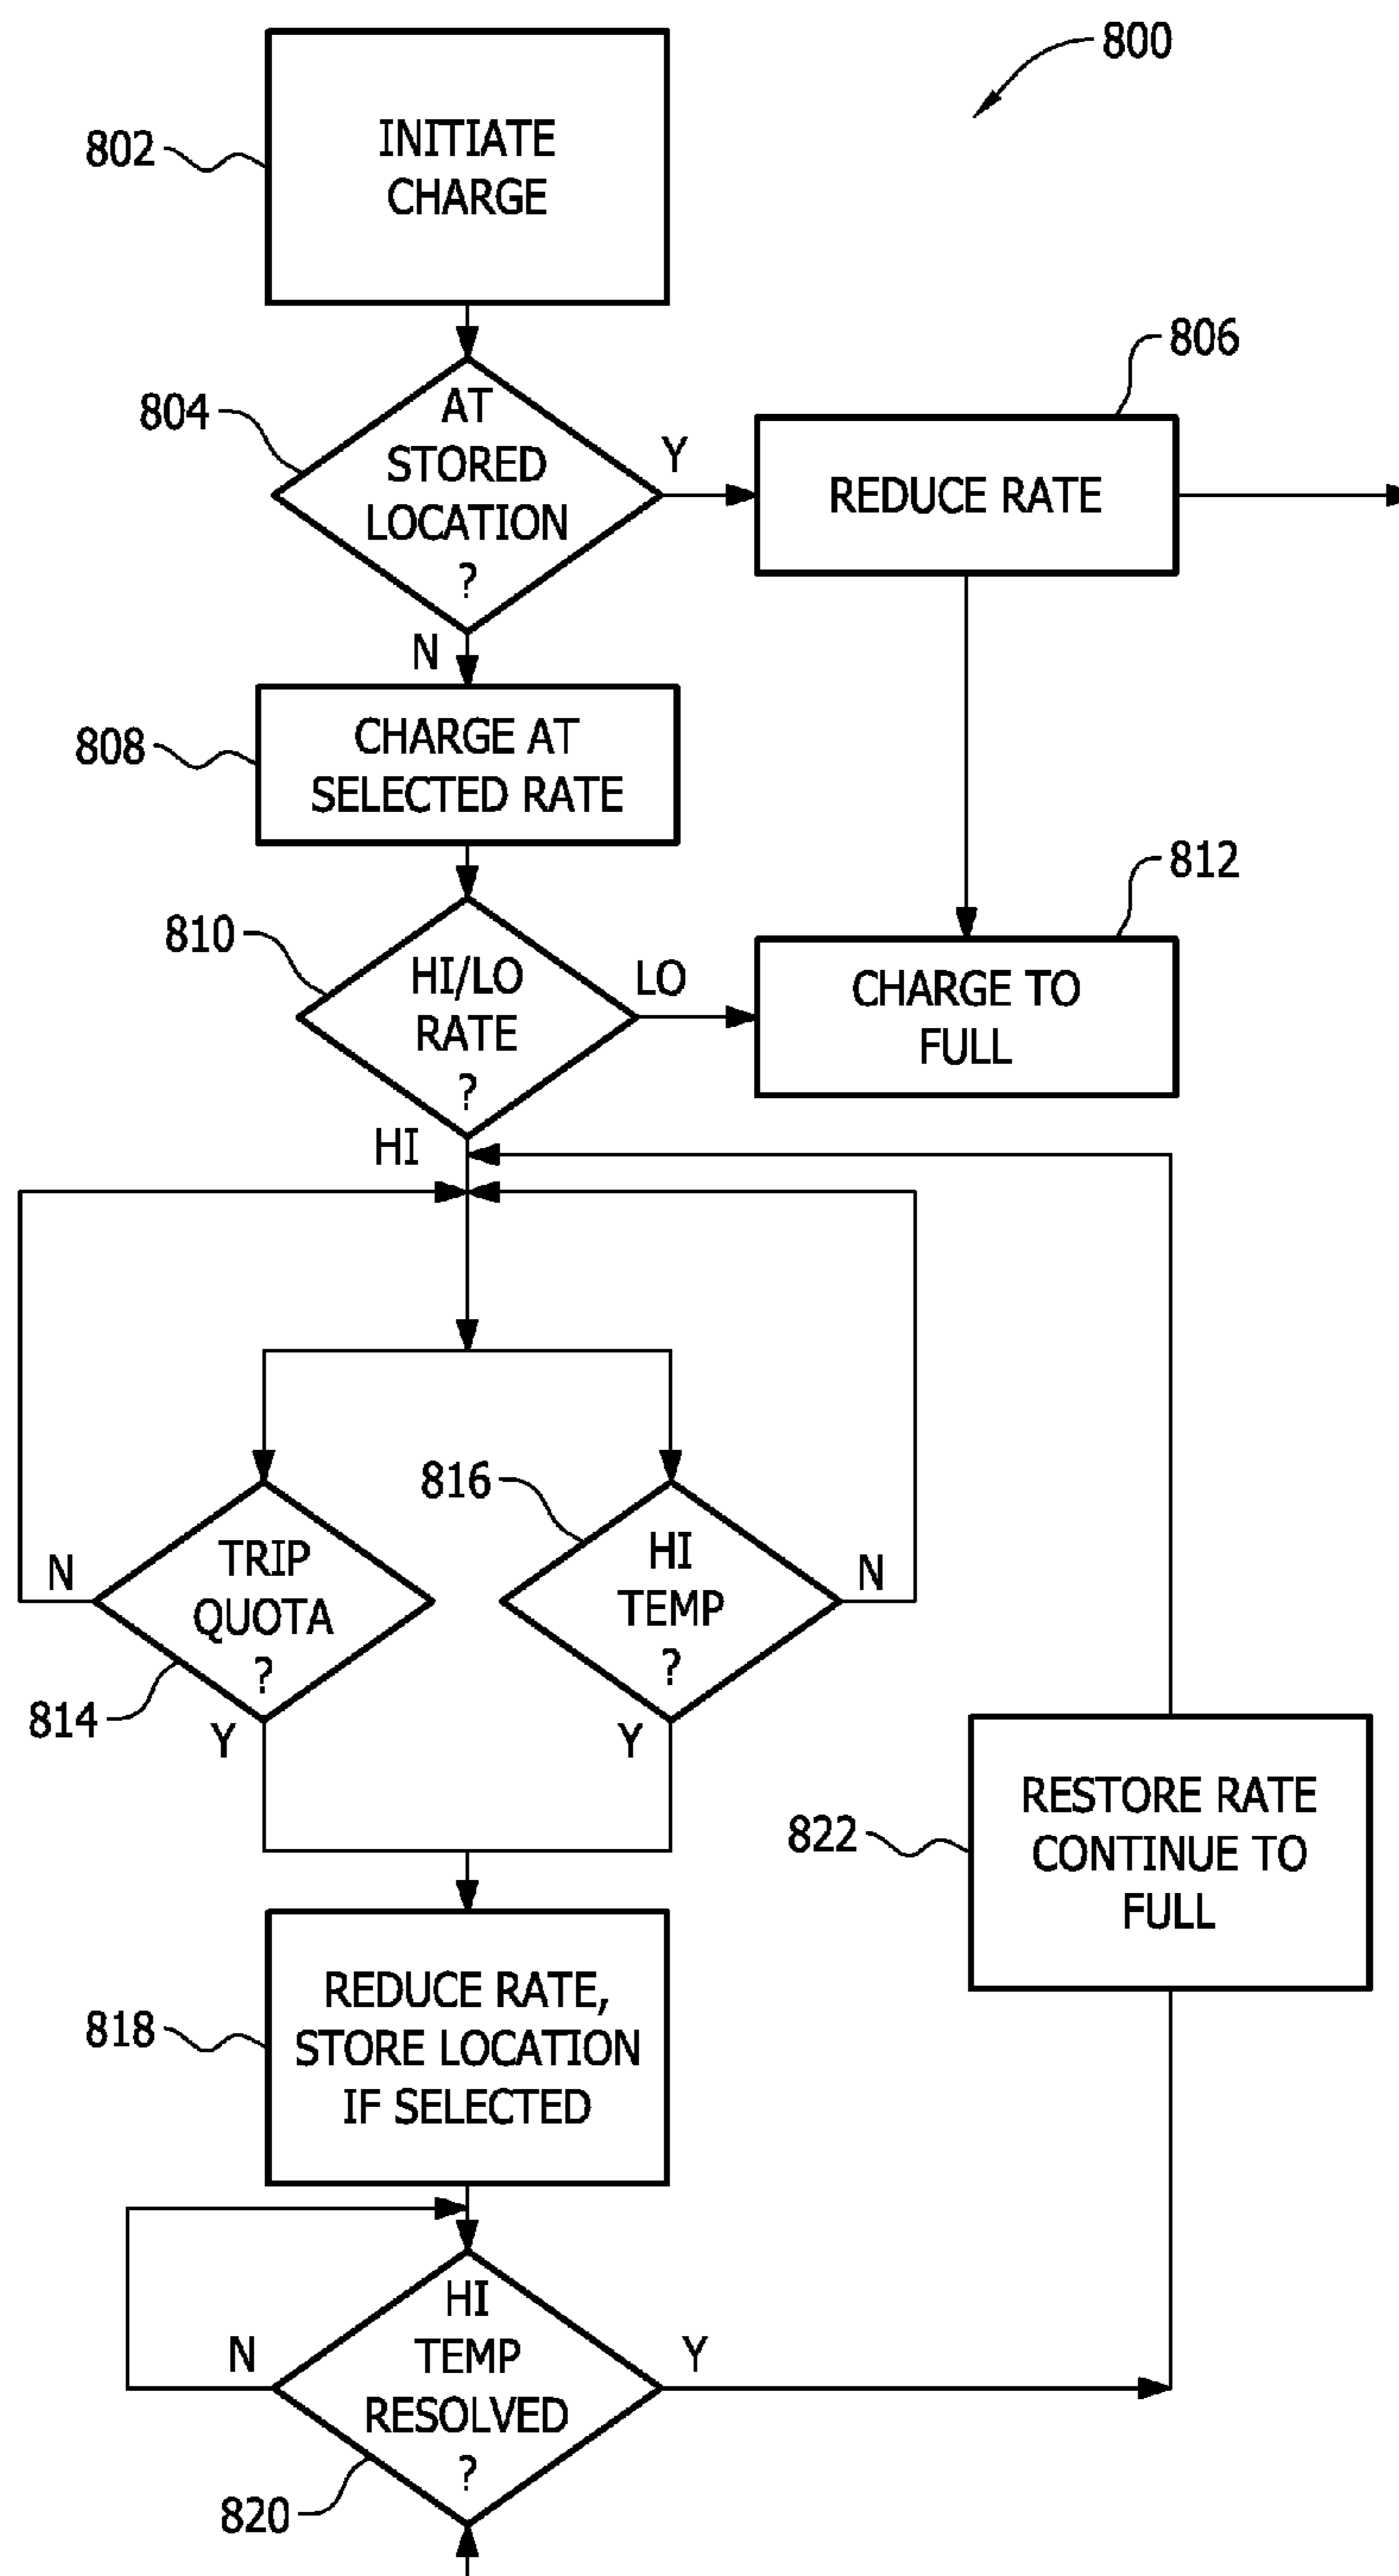 800
802
INITIATE
CHARGE
804
AT
STORED
LOCATION
?
Y
N
806
REDUCE RATE
808
CHARGE AT
SELECTED RATE
810
HI/LO
RATE
?
LO
HI
812
CHARGE TO
FULL
814
TRIP
QUOTA
?
N
Y
816
HI
TEMP
?
N
Y
818
REDUCE RATE,
STORE LOCATION
IF SELECTED
822
RESTORE RATE
CONTINUE TO
FULL
820
HI
TEMP
RESOLVED
?
N
Y